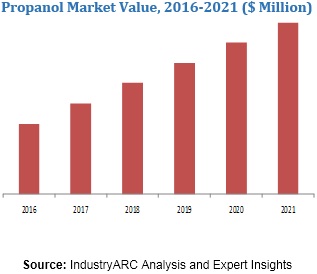 Propanol Market Value, 2016-2021 ($ Million)
2016 2017 2018 2019 2020 2021
Source: IndustryARC Analysis and Expert Insights